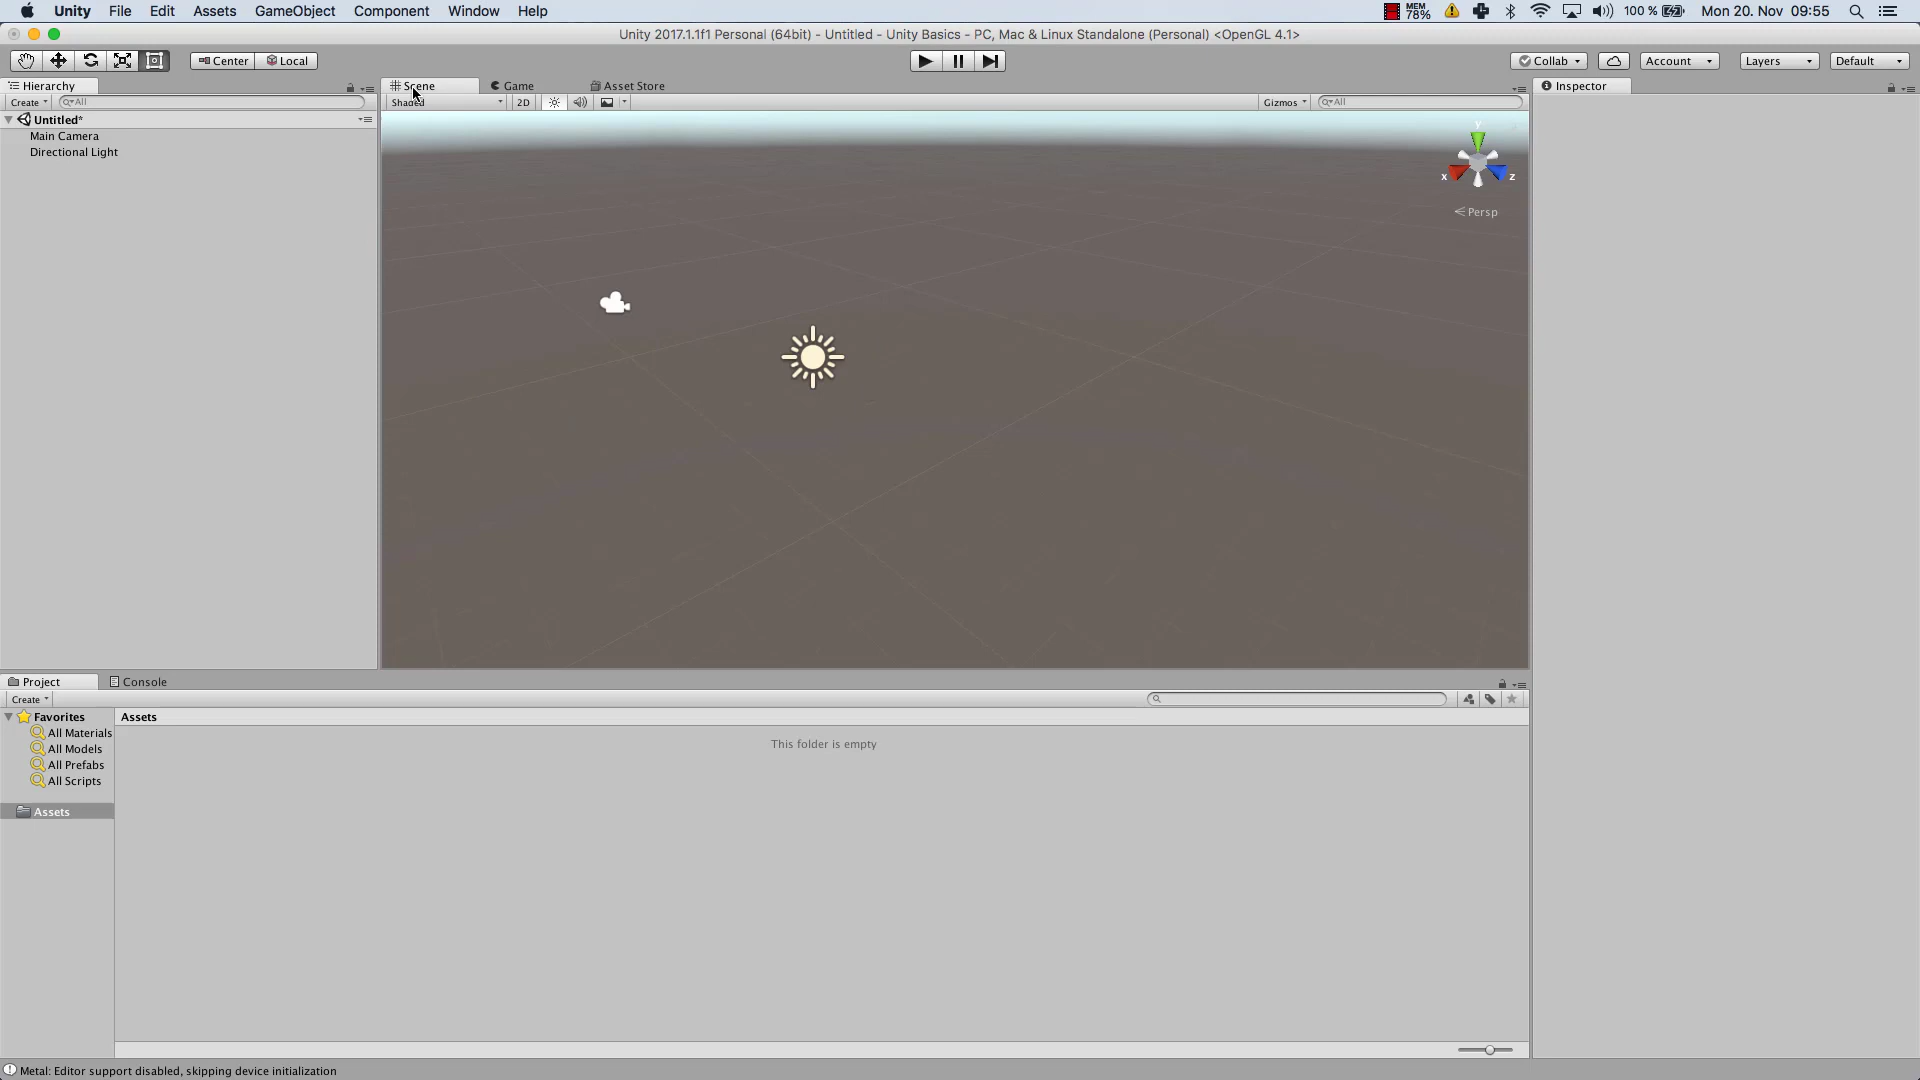 Unity File Edit Assets GameObject Component Window Help MEM 78% 100 % Mon 20. Nov 09:55
Unity 2017.1.1f1 Personal (64bit) - Untitled - Unity Basics - PC, Mac & Linux Standalone (Personal) <OpenGL 4.1>
Center Local Collab Account Layers Default
Hierarchy Scene Game Asset Store Inspector
Create All Shaded 2D Gizmos All
Untitled*
Main Camera
Directional Light
y
x z
Persp
Project Console
Create
Favorites Assets
All Materials
All Models
All Prefabs
All Scripts
Assets
This folder is empty
Metal: Editor support disabled, skipping device initialization